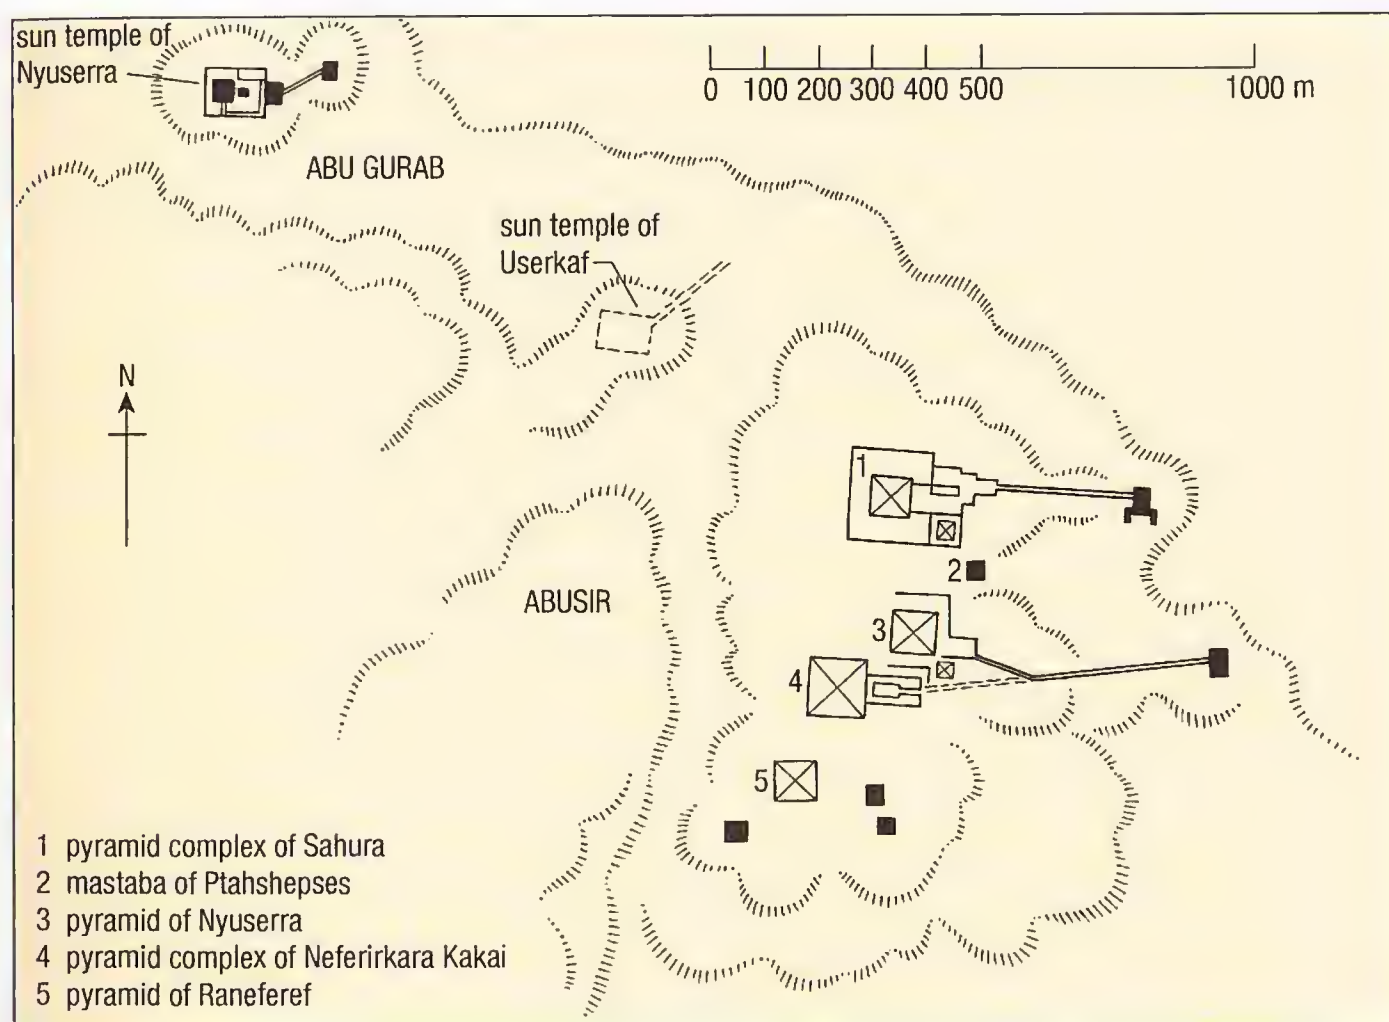 sun temple of
Nyuserra
0 100 200 300 400 500 1000 m
ABU GURAB
sun temple of
Userkaf
N
1
2
ABUSIR
3
4
5
1 pyramid complex of Sahura
2 mastaba of Ptahshepses
3 pyramid of Nyuserra
4 pyramid complex of Neferirkara Kakai
5 pyramid of Raneferef